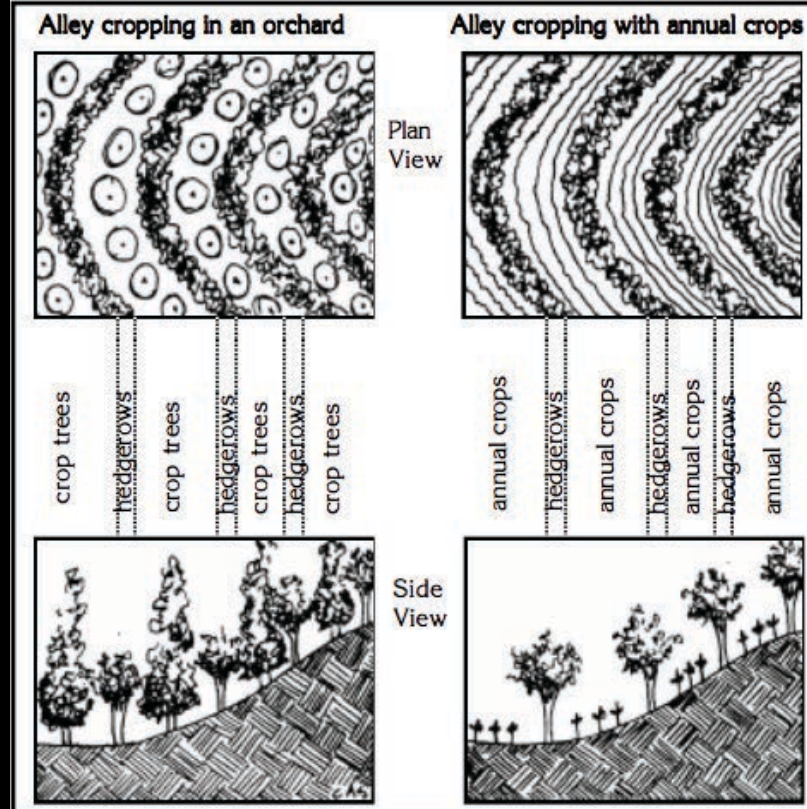 Alley cropping in an orchard
Alley cropping with annual crops
Plan
View
crop trees
hedgerows
crop trees
hedgerows
crop trees
hedgerows
crop trees
annual crops
hedgerows
annual crops
hedgerows
annual crops
hedgerows
annual crops
Side
View